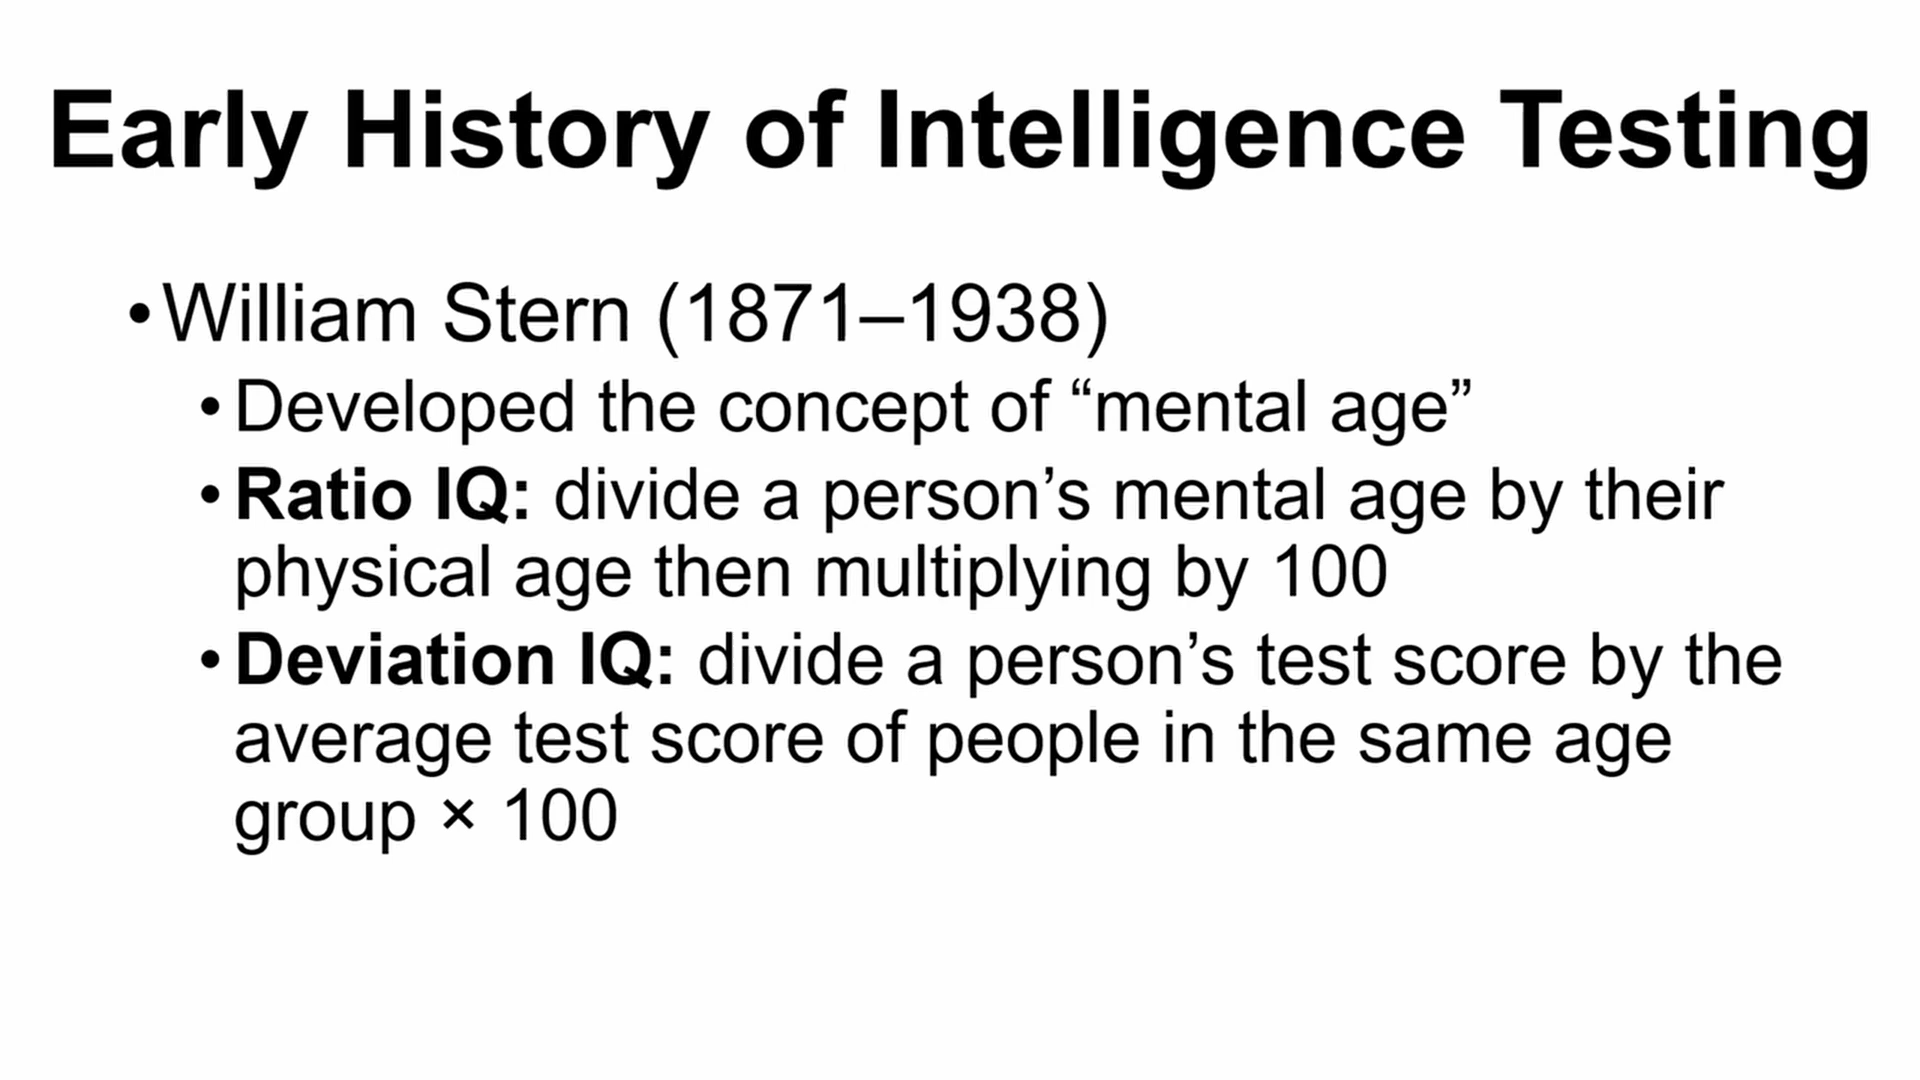 Early History of Intelligence Testing
•William Stern (1871–1938)
•Developed the concept of “mental age”
•Ratio IQ: divide a person’s mental age by their
physical age then multiplying by 100
•Deviation IQ: divide a person’s test score by the
average test score of people in the same age
group × 100